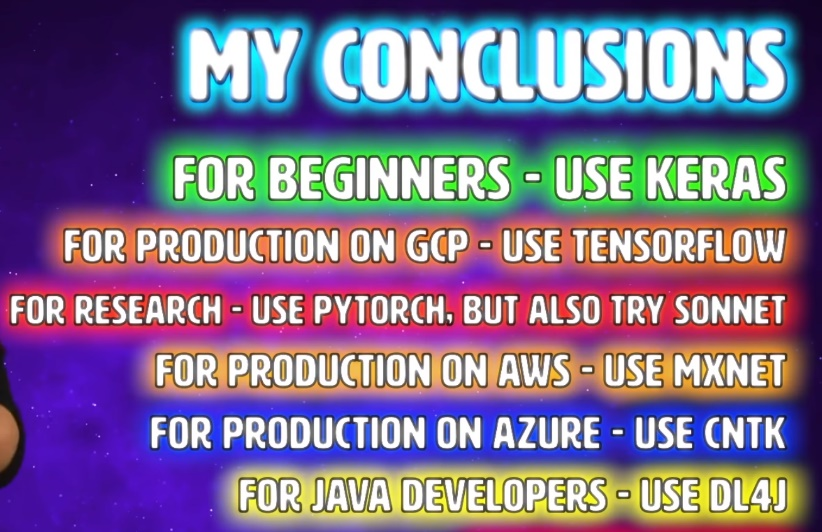 MY CONCLUSIONS
FOR BEGINNERS - USE KERAS
FOR PRODUCTION ON GCP - USE TENSORFLOW
FOR RESEARCH - USE PYTORCH, BUT ALSO TRY SONNET
FOR PRODUCTION ON AWS - USE MXNET
FOR PRODUCTION ON AZURE - USE CNTK
FOR JAVA DEVELOPERS - USE DL4J